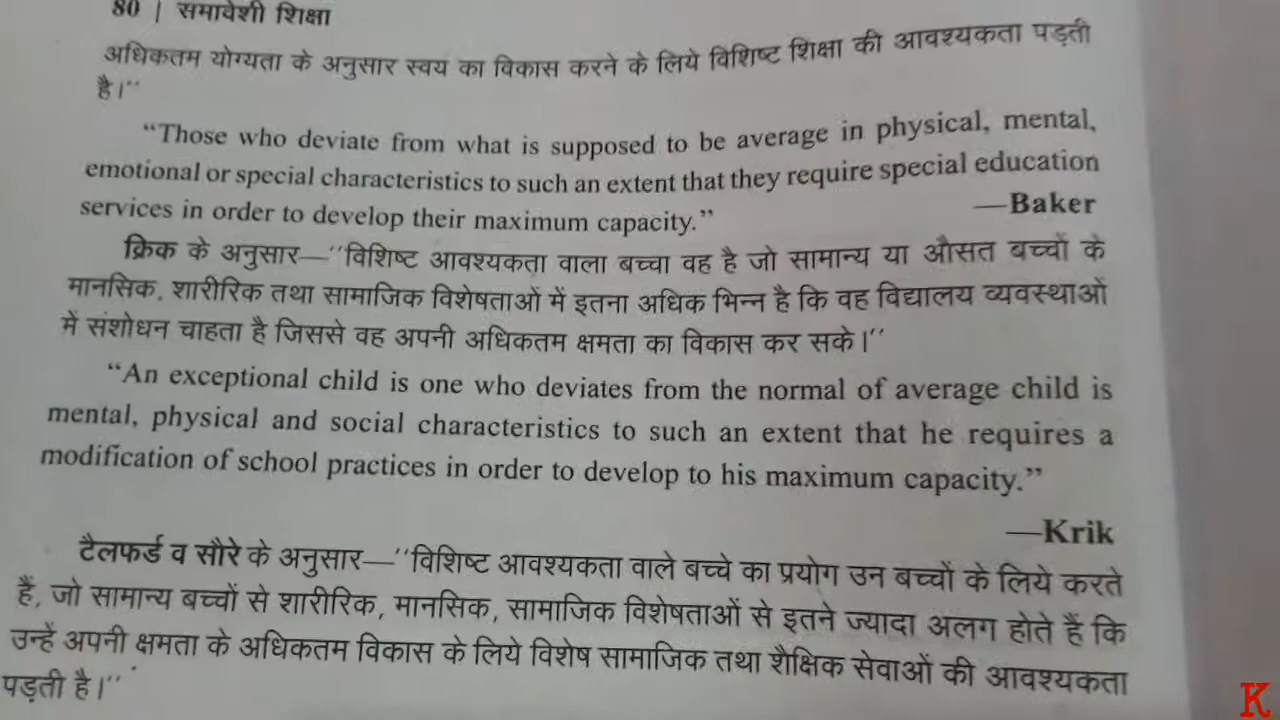 80 | समावेशी शिक्षा
अधिकतम योग्यता के अनुसार स्वय का विकास करने के लिये विशिष्ट शिक्षा की आवश्यकता पड़ती
है।”
“Those who deviate from what is supposed to be average in physical, mental,
emotional or special characteristics to such an extent that they require special education
services in order to develop their maximum capacity.” —Baker
क्रिक के अनुसार—“विशिष्ट आवश्यकता वाला बच्चा वह है जो सामान्य या औसत बच्चों के
मानसिक, शारीरिक तथा सामाजिक विशेषताओं में इतना अधिक भिन्न है कि वह विद्यालय व्यवस्थाओं
में संशोधन चाहता है जिससे वह अपनी अधिकतम क्षमता का विकास कर सके।”
“An exceptional child is one who deviates from the normal of average child is
mental, physical and social characteristics to such an extent that he requires a
modification of school practices in order to develop to his maximum capacity.”
—Krik
टैलफर्ड व सौरे के अनुसार—“विशिष्ट आवश्यकता वाले बच्चे का प्रयोग उन बच्चों के लिये करते
हैं, जो सामान्य बच्चों से शारीरिक, मानसिक, सामाजिक विशेषताओं से इतने ज्यादा अलग होते हैं कि
उन्हें अपनी क्षमता के अधिकतम विकास के लिये विशेष सामाजिक तथा शैक्षिक सेवाओं की आवश्यकता
पड़ती है।”
K